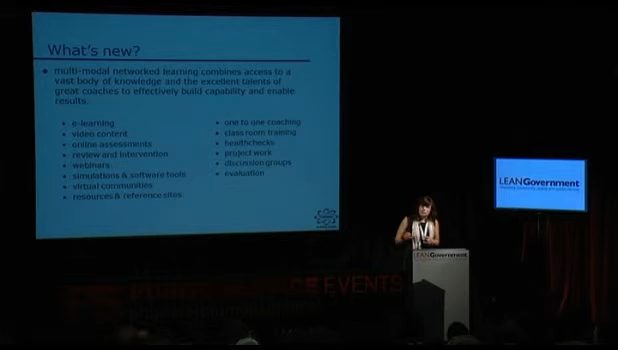 What's new?
multi-modal networked learning combines access to a
vast body of knowledge and the excellent talents of
great coaches to effectively build capability and enable
results.
e-learning
video content
online assessments
review and intervention
webinars
simulations & software tools
virtual communities
resources & reference sites
one to one coaching
class room training
healthchecks
project work
discussion groups
evaluation
LEANGovernment
LEANGovernment
EVENTS